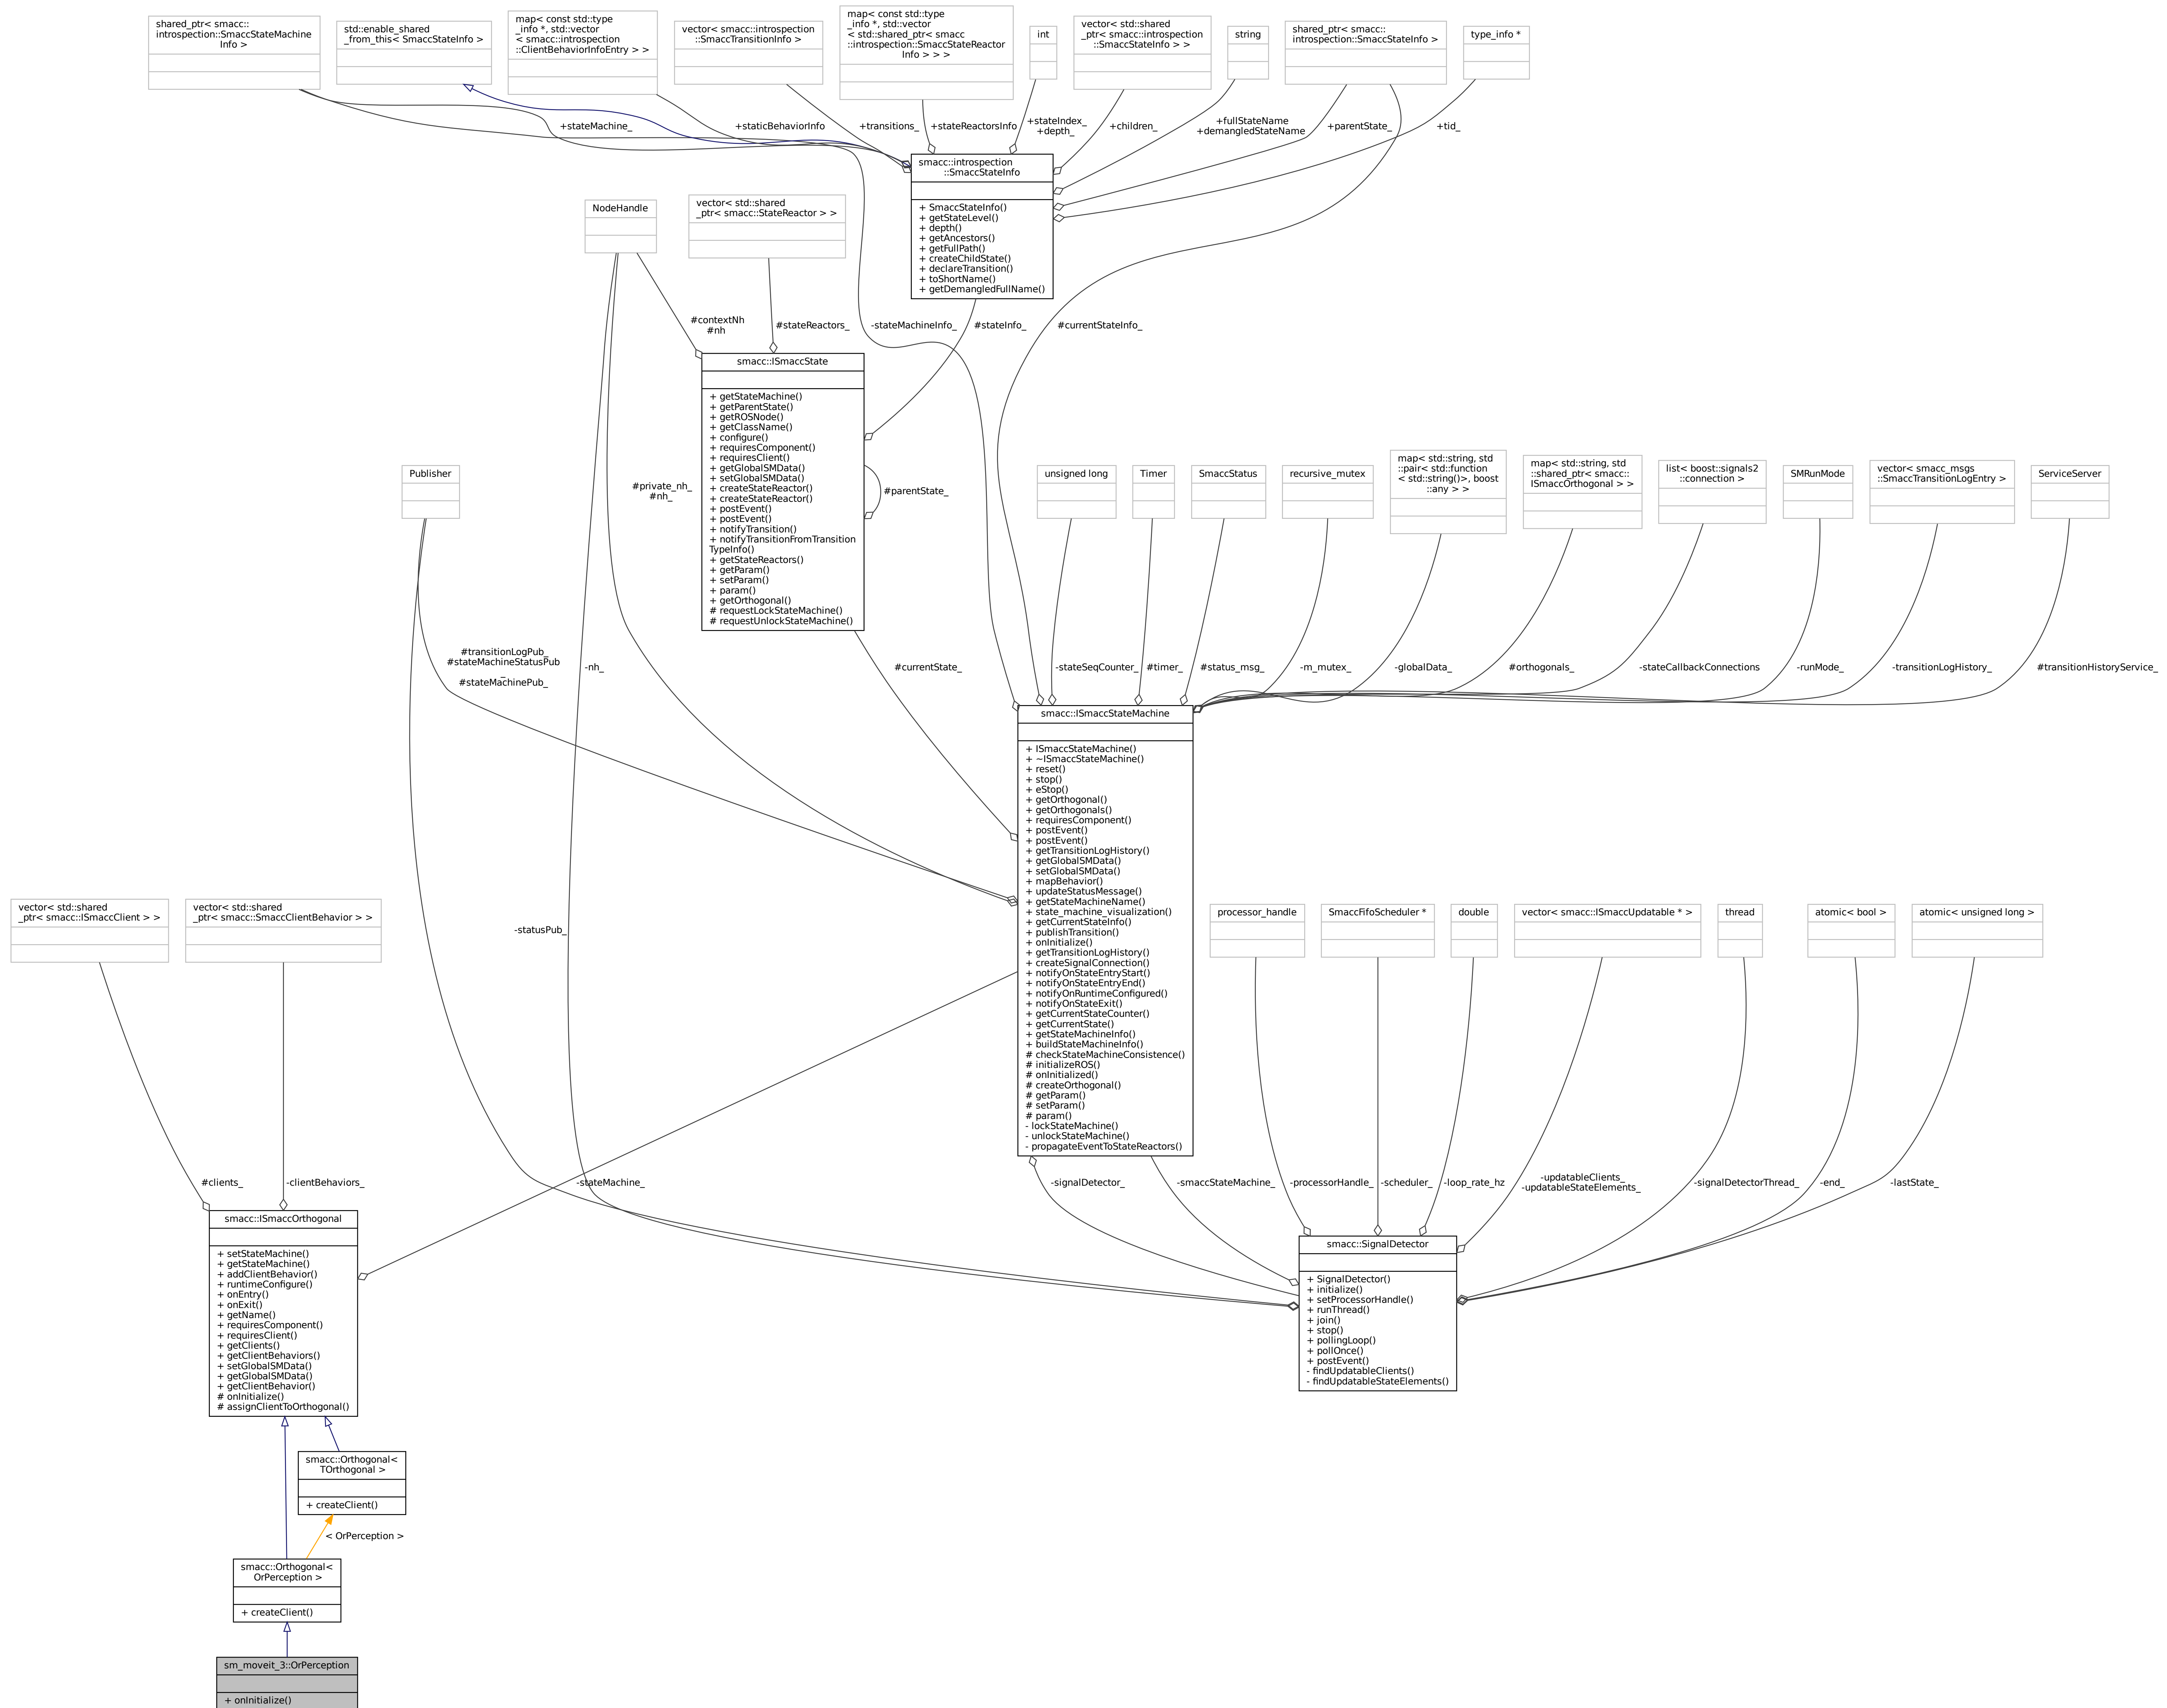 shared_ptr< smacc::
introspection::SmaccStateMachine
Info >
std::enable_shared
_from_this< SmaccStateInfo >
map< const std::type
_info *, std::vector
< smacc::introspection
::ClientBehaviorInfoEntry > >
vector< smacc::introspection
::SmaccTransitionInfo >
map< const std::type
_info *, std::vector
< std::shared_ptr< smacc
::introspection::SmaccStateReactor
Info > > >
int
vector< std::shared
_ptr< smacc::introspection
::SmaccStateInfo > >
string
shared_ptr< smacc::
introspection::SmaccStateInfo >
type_info *
+stateMachine_
+staticBehaviorInfo
+transitions_
+stateReactorsInfo
+stateIndex_
+depth_
+children_
+fullStateName
+demangledStateName
+parentState_
+tid_
smacc::introspection
::SmaccStateInfo
+ SmaccStateInfo()
+ getStateLevel()
+ depth()
+ getAncestors()
+ getFullPath()
+ createChildState()
+ declareTransition()
+ toShortName()
+ getDemangledFullName()
NodeHandle
vector< std::shared
_ptr< smacc::StateReactor > >
#contextNh
#nh
#stateReactors_
-stateMachineInfo_
#stateInfo_
#currentStateInfo_
smacc::ISmaccState
+ getStateMachine()
+ getParentState()
+ getROSNode()
+ getClassName()
+ configure()
+ requiresComponent()
+ requiresClient()
+ getGlobalSMData()
+ setGlobalSMData()
+ createStateReactor()
+ createStateReactor()
+ postEvent()
+ postEvent()
+ notifyTransition()
+ notifyTransitionFromTransition
TypeInfo()
+ getStateReactors()
+ getParam()
+ setParam()
+ param()
+ getOrthogonal()
# requestLockStateMachine()
# requestUnlockStateMachine()
#parentState_
Publisher
#private_nh_
#nh_
unsigned long
Timer
SmaccStatus
recursive_mutex
map< std::string, std
::pair< std::function
< std::string()>, boost
::any > >
map< std::string, std
::shared_ptr< smacc::
ISmaccOrthogonal > >
list< boost::signals2
::connection >
SMRunMode
vector< smacc_msgs
::SmaccTransitionLogEntry >
ServiceServer
#transitionLogPub_
#stateMachineStatusPub
_
#stateMachinePub_
-nh_
#currentState_
-stateSeqCounter_
#timer_
#status_msg_
-m_mutex_
-globalData_
#orthogonals_
-stateCallbackConnections
-runMode_
-transitionLogHistory_
#transitionHistoryService_
smacc::ISmaccStateMachine
+ ISmaccStateMachine()
+ ~ISmaccStateMachine()
+ reset()
+ stop()
+ eStop()
+ getOrthogonal()
+ getOrthogonals()
+ requiresComponent()
+ postEvent()
+ postEvent()
+ getTransitionLogHistory()
+ getGlobalSMData()
+ setGlobalSMData()
+ mapBehavior()
+ updateStatusMessage()
+ getStateMachineName()
+ state_machine_visualization()
+ getCurrentStateInfo()
+ publishTransition()
+ onInitialize()
+ getTransitionLogHistory()
+ createSignalConnection()
+ notifyOnStateEntryStart()
+ notifyOnStateEntryEnd()
+ notifyOnRuntimeConfigured()
+ notifyOnStateExit()
+ getCurrentStateCounter()
+ getCurrentState()
+ getStateMachineInfo()
+ buildStateMachineInfo()
# checkStateMachineConsistence()
# initializeROS()
# onInitialized()
# createOrthogonal()
# getParam()
# setParam()
# param()
- lockStateMachine()
- unlockStateMachine()
- propagateEventToStateReactors()
vector< std::shared
_ptr< smacc::ISmaccClient > >
vector< std::shared
_ptr< smacc::SmaccClientBehavior > >
-statusPub_
processor_handle
SmaccFifoScheduler *
double
vector< smacc::ISmaccUpdatable * >
thread
atomic< bool >
atomic< unsigned long >
#clients_
-clientBehaviors_
-stateMachine_
-signalDetector_
-smaccStateMachine_
-processorHandle_
-scheduler_
-loop_rate_hz
-updatableClients_
-updatableStateElements_
-signalDetectorThread_
-end_
-lastState_
smacc::ISmaccOrthogonal
+ setStateMachine()
+ getStateMachine()
+ addClientBehavior()
+ runtimeConfigure()
+ onEntry()
+ onExit()
+ getName()
+ requiresComponent()
+ requiresClient()
+ getClients()
+ getClientBehaviors()
+ setGlobalSMData()
+ getGlobalSMData()
+ getClientBehavior()
# onInitialize()
# assignClientToOrthogonal()
smacc::SignalDetector
+ SignalDetector()
+ initialize()
+ setProcessorHandle()
+ runThread()
+ join()
+ stop()
+ pollingLoop()
+ pollOnce()
+ postEvent()
- findUpdatableClients()
- findUpdatableStateElements()
smacc::Orthogonal<
TOrthogonal >
+ createClient()
< OrPerception >
smacc::Orthogonal<
OrPerception >
+ createClient()
sm_moveit_3::OrPerception
+ onInitialize()